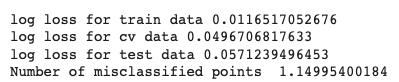 log loss for train data 0.0116517052676
log loss for cv data 0.0496706817633
log loss for test data 0.0571239496453
Number of misclassified points  1.14995400184